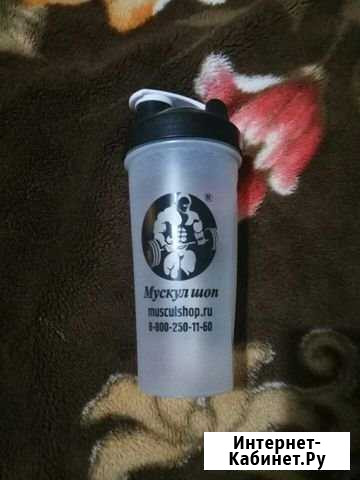 ®
Мускул шоп
musculshop.ru
8-800-250-11-60
Интернет-
Кабинет.Ру